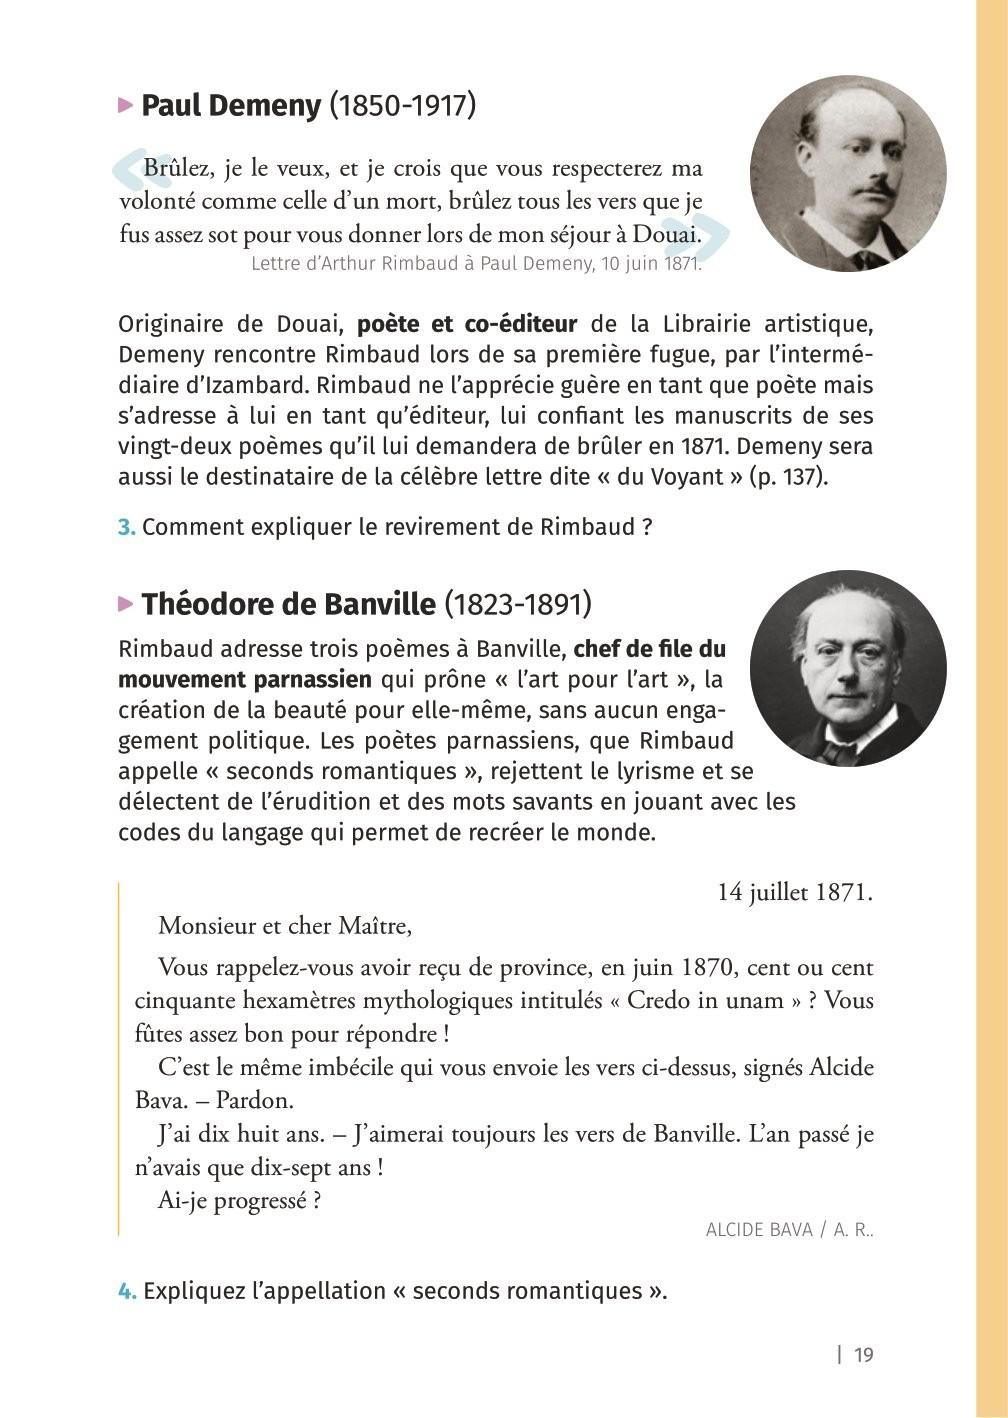 Paul Demeny (1850-1917)
« Brûlez, je le veux, et je crois que vous respecterez ma
volonté comme celle d’un mort, brûlez tous les vers que je
fus assez sot pour vous donner lors de mon séjour à Douai. »
Lettre d’Arthur Rimbaud à Paul Demeny, 10 juin 1871.
Originaire de Douai, poète et co-éditeur de la Librairie artistique,
Demeny rencontre Rimbaud lors de sa première fugue, par l’intermé-
diaire d’Izambard. Rimbaud ne l’apprécie guère en tant que poète mais
s’adresse à lui en tant qu’éditeur, lui confiant les manuscrits de ses
vingt-deux poèmes qu’il lui demandera de brûler en 1871. Demeny sera
aussi le destinataire de la célèbre lettre dite « du Voyant » (p. 137).
3. Comment expliquer le revirement de Rimbaud ?
Théodore de Banville (1823-1891)
Rimbaud adresse trois poèmes à Banville, chef de file du
mouvement parnassien qui prône « l’art pour l’art », la
création de la beauté pour elle-même, sans aucun enga-
gement politique. Les poètes parnassiens, que Rimbaud
appelle « seconds romantiques », rejettent le lyrisme et se
délectent de l’érudition et des mots savants en jouant avec les
codes du langage qui permet de recréer le monde.
14 juillet 1871.
Monsieur et cher Maître,
Vous rappelez-vous avoir reçu de province, en juin 1870, cent ou cent
cinquante hexamètres mythologiques intitulés « Credo in unam » ? Vous
fûtes assez bon pour répondre !
C’est le même imbécile qui vous envoie les vers ci-dessus, signés Alcide
Bava. – Pardon.
J’ai dix huit ans. – J’aimerai toujours les vers de Banville. L’an passé je
n’avais que dix-sept ans !
Ai-je progressé ?
ALCIDE BAVA / A. R..
4. Expliquez l’appellation « seconds romantiques ».
| 19